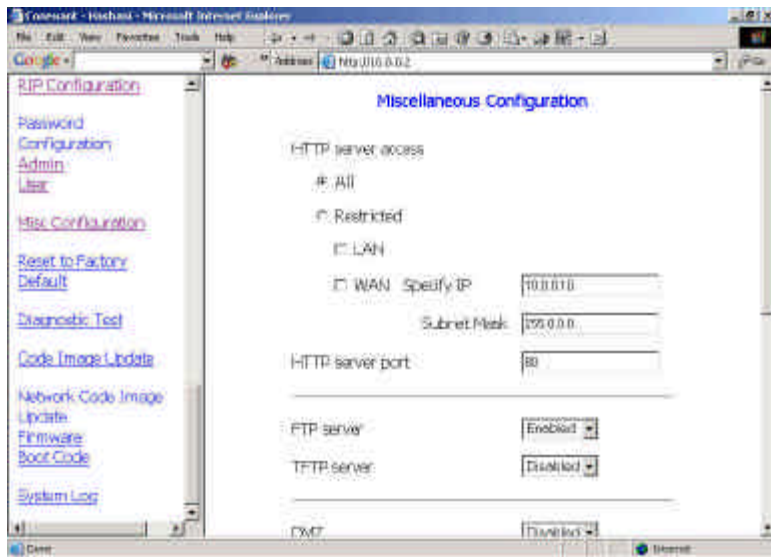 Conexant - Hasbani - Microsoft Internet Explorer
File Edit View Favorites Tools Help
Google
Address http://10.0.0.2
RIP Configuration
Password
Configuration
Admin
User
Misc Configuration
Reset to Factory
Default
Diagnostic Test
Code Image Update
Network Code Image
Update
Firmware
Boot Code
System Log
Miscellaneous Configuration
HTTP server access
All
Restricted
LAN
WAN Specify IP 10.0.0.10
Subnet Mask 255.0.0.0
HTTP server port 80
FTP server Enabled
TFTP server Disabled
DMZ Disabled
Done
Internet